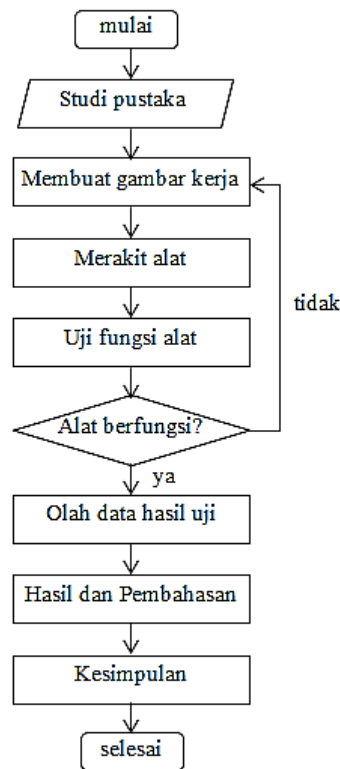 mulai
Studi pustaka
Membuat gambar kerja
Merakit alat
tidak
Uji fungsi alat
Alat berfungsi?
ya
Olah data hasil uji
Hasil dan Pembahasan
Kesimpulan
selesai